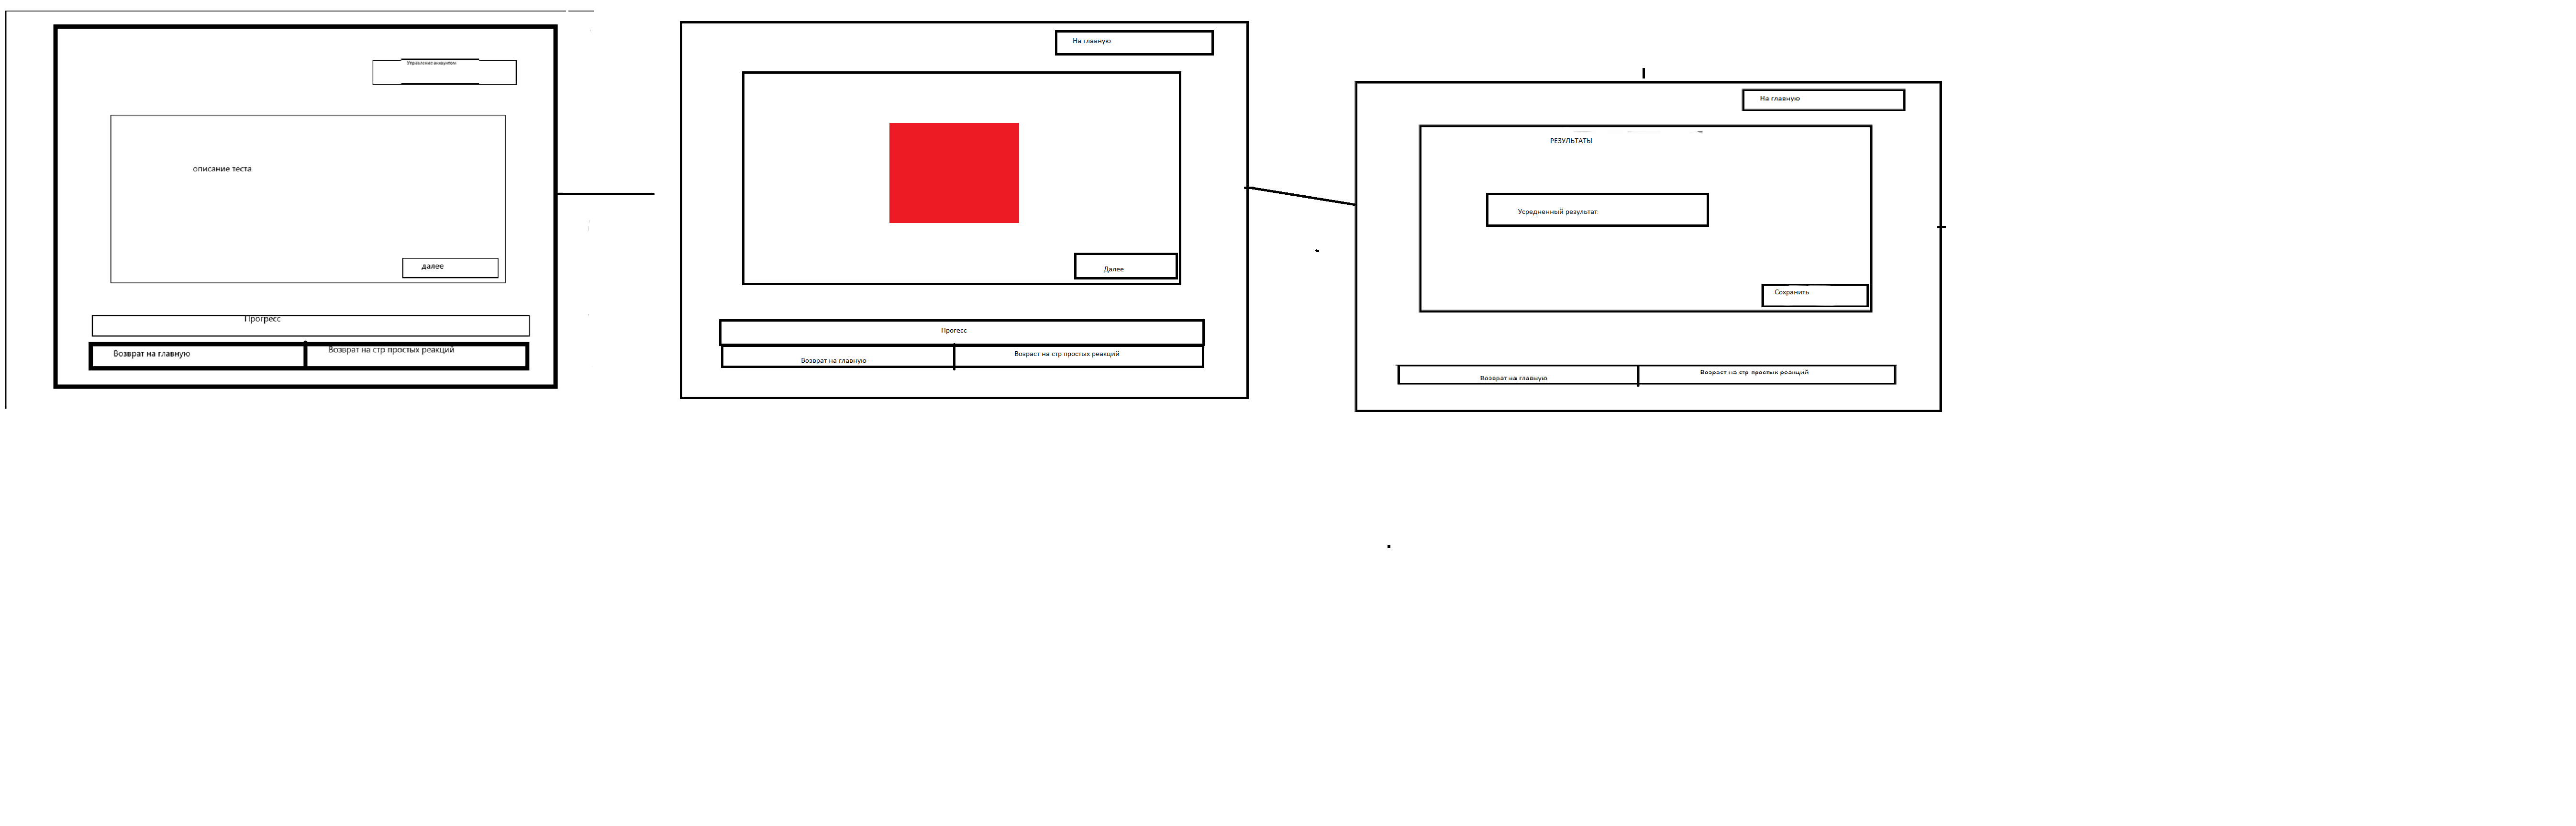 Управление аккаунтом
описание теста
далее
Прогресс
Возврат на главную
Возврат на стр простых реакций
На главную
Далее
Прогесс
Возврат на главную
Возраст на стр простых реакций
На главную
РЕЗУЛЬТАТЫ
Усредненный результат:
Сохранить
Возврат на главную
Возраст на стр простых реакций